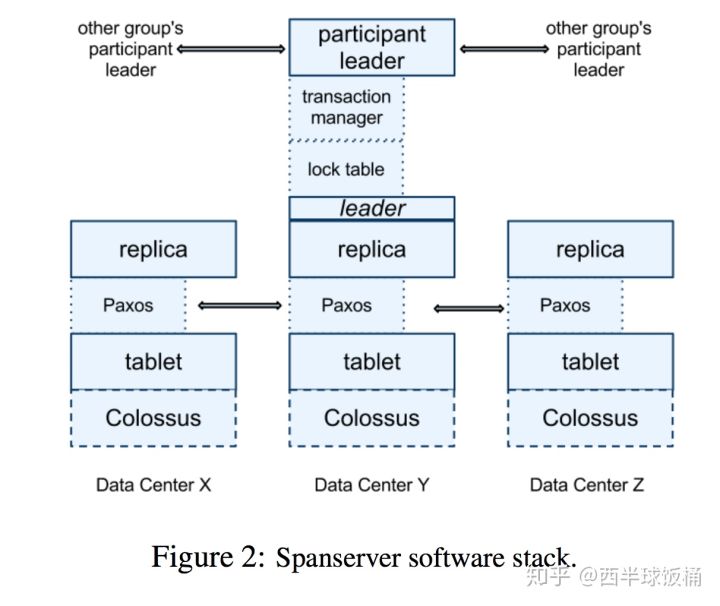 other group's
participant
leader
participant
leader
other group's
participant
leader
transaction
manager
lock table
leader
replica
replica
replica
Paxos
Paxos
Paxos
tablet
tablet
tablet
Colossus
Colossus
Colossus
Data Center X
Data Center Y
Data Center Z
Figure 2: Spanserver software stack.
知乎 @西半球饭桶